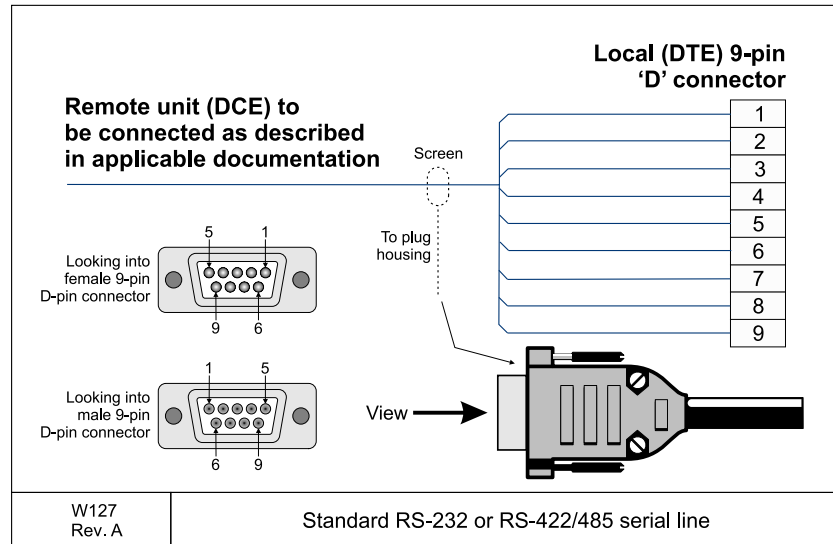 Local (DTE) 9-pin
‘D’ connector
Remote unit (DCE) to
be connected as described
in applicable documentation
Screen
1
2
3
4
5
6
7
8
9
To plug
housing
5 1
Looking into
female 9-pin
D-pin connector
9 6
1 5
Looking into
male 9-pin
D-pin connector
6 9
View
W127
Rev. A
Standard RS-232 or RS-422/485 serial line